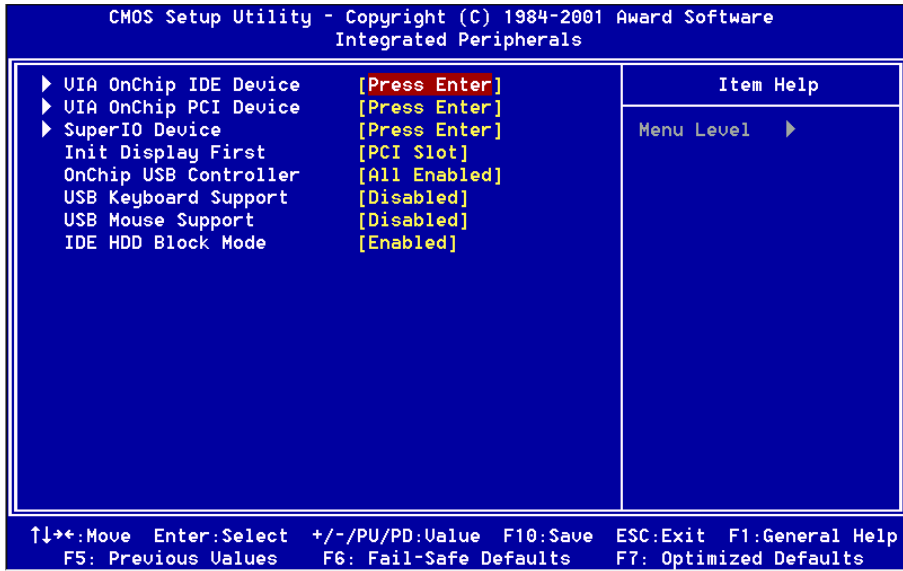 CMOS Setup Utility - Copyright (C) 1984-2001 Award Software
Integrated Peripherals
VIA OnChip IDE Device [Press Enter]
VIA OnChip PCI Device [Press Enter]
SuperIO Device [Press Enter]
Init Display First [PCI Slot]
OnChip USB Controller [All Enabled]
USB Keyboard Support [Disabled]
USB Mouse Support [Disabled]
IDE HDD Block Mode [Enabled]
Item Help
Menu Level
↑↓→←:Move Enter:Select +/-/PU/PD:Value F10:Save ESC:Exit F1:General Help
F5: Previous Values F6: Fail-Safe Defaults F7: Optimized Defaults